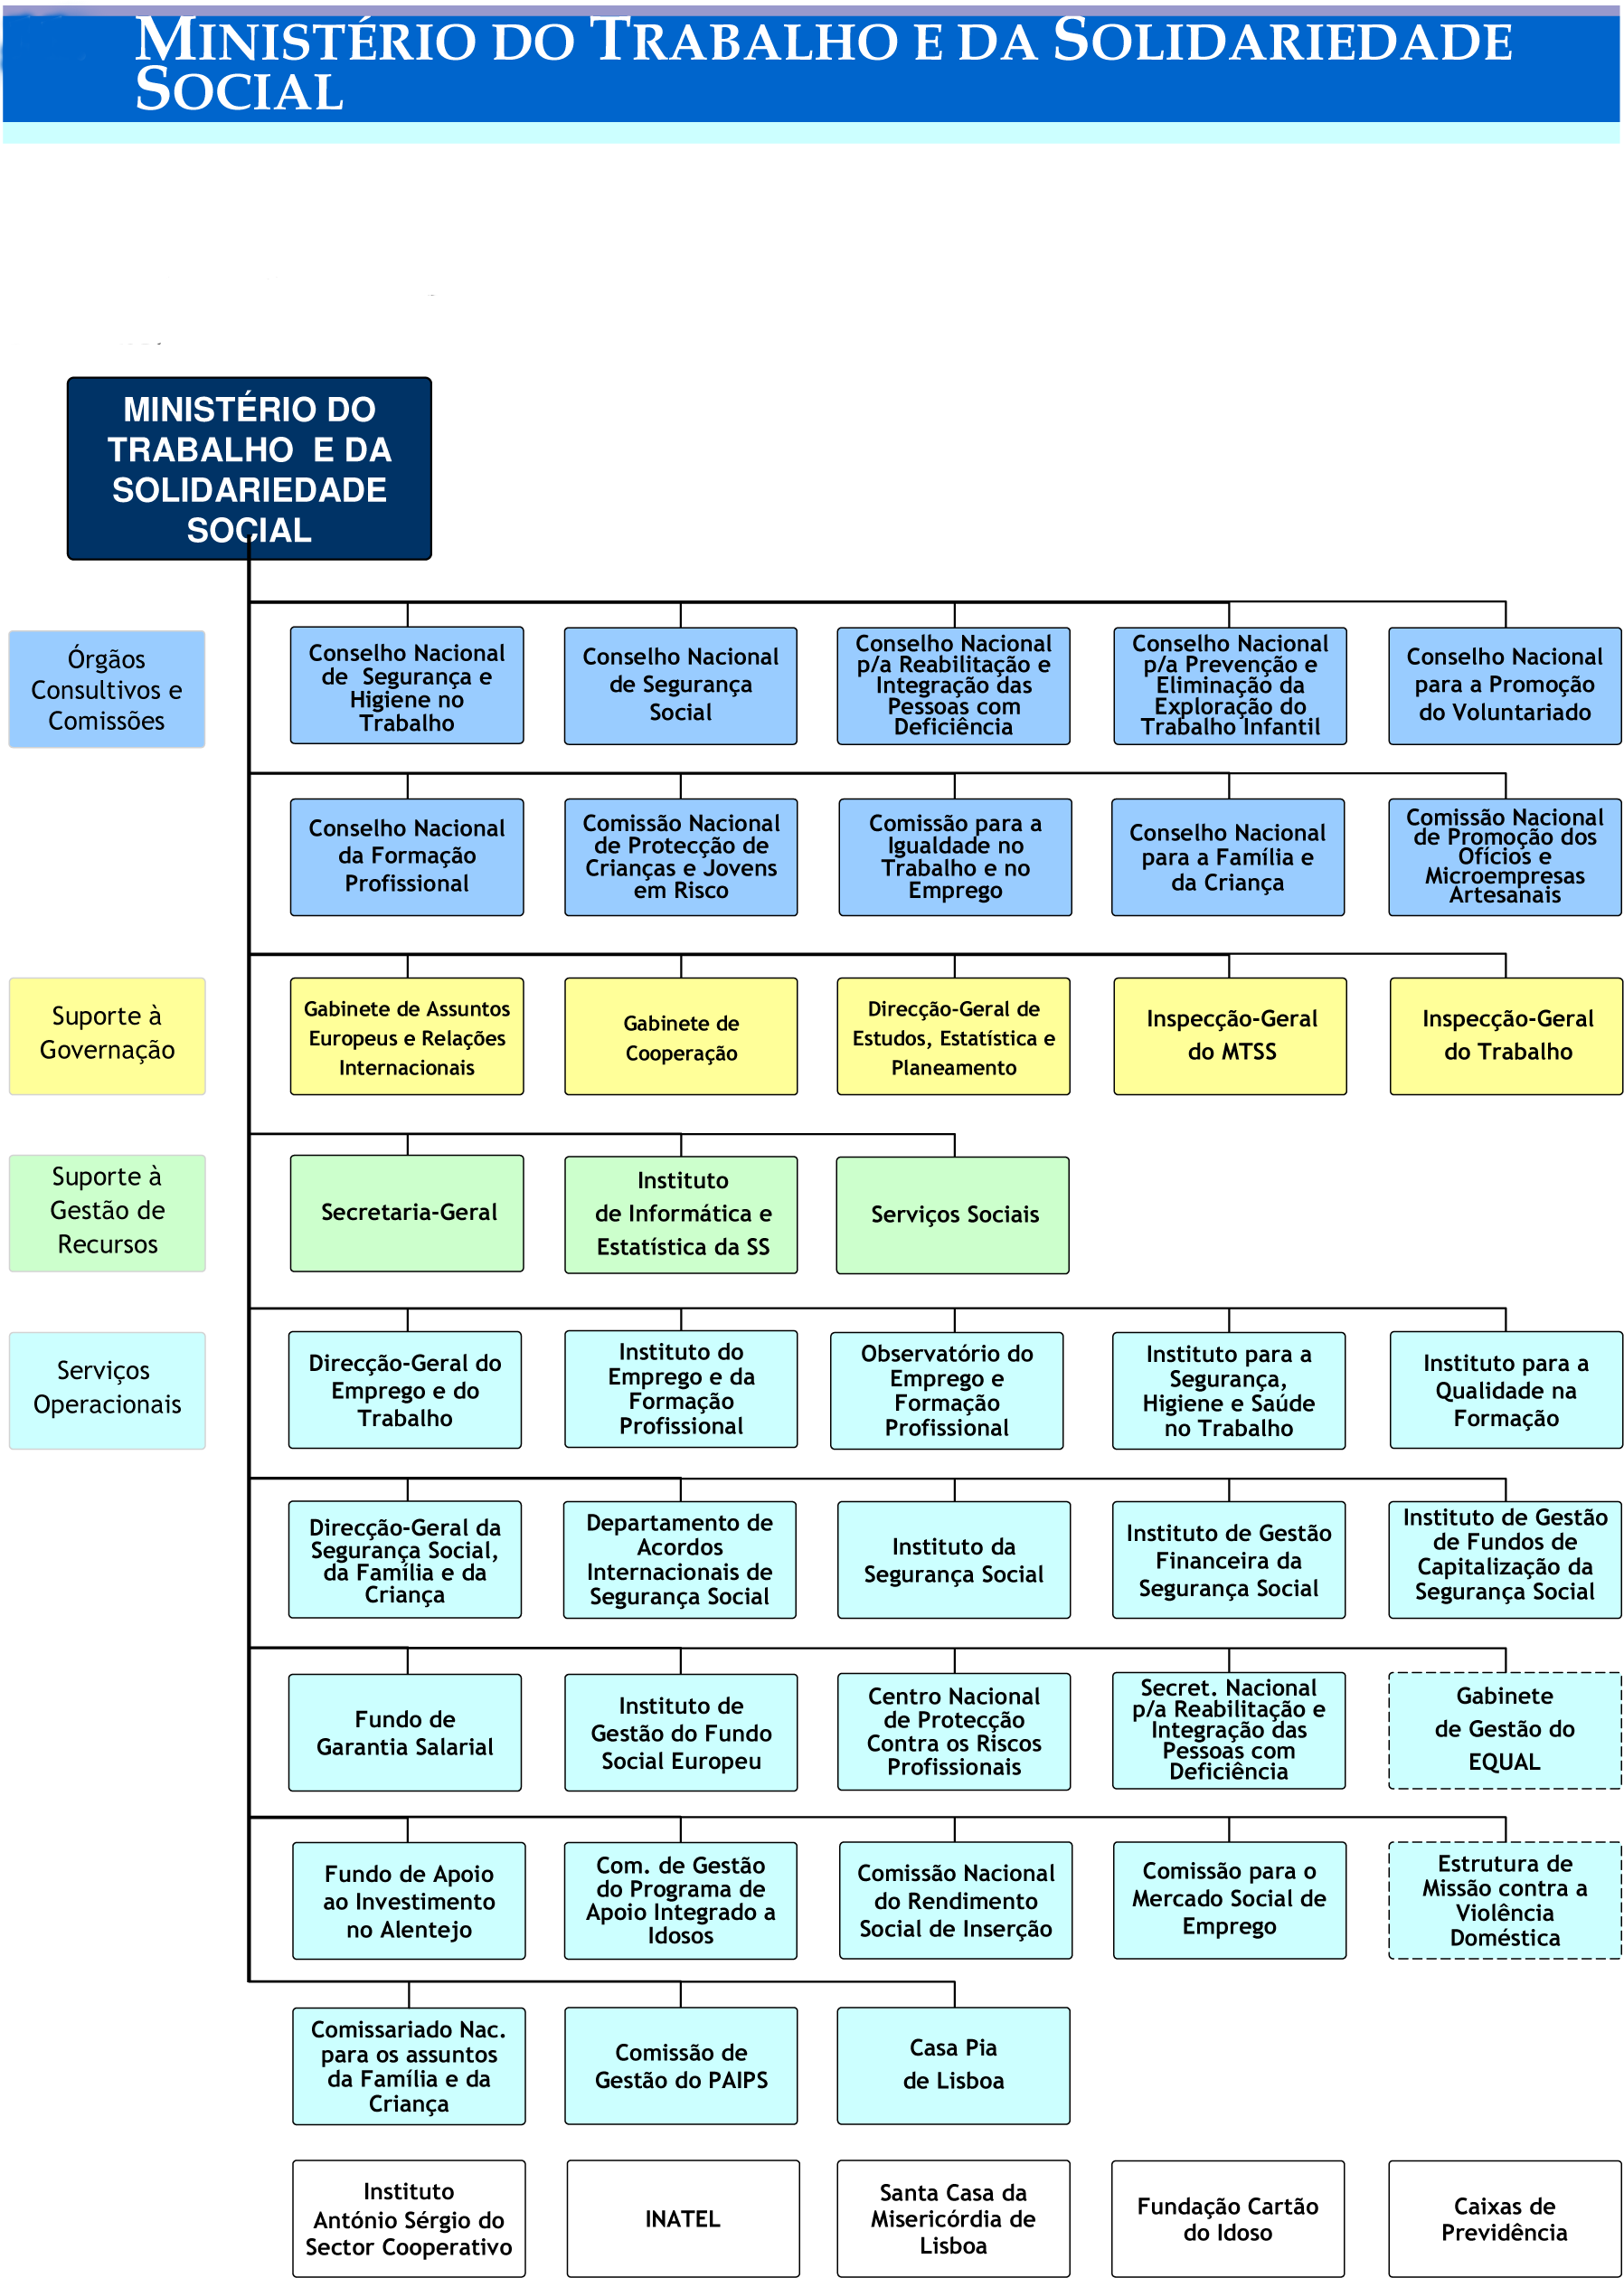 MINISTÉRIO DO TRABALHO E DA SOLIDARIEDADE
SOCIAL
MINISTÉRIO DO
TRABALHO E DA
SOLIDARIEDADE
SOCIAL
Órgãos
Consultivos e
Comissões
Conselho Nacional
de Segurança e
Higiene no
Trabalho
Conselho Nacional
de Segurança
Social
Conselho Nacional
p/a Reabilitação e
Integração das
Pessoas com
Deficiência
Conselho Nacional
p/a Prevenção e
Eliminação da
Exploração do
Trabalho Infantil
Conselho Nacional
para a Promoção
do Voluntariado
Conselho Nacional
da Formação
Profissional
Comissão Nacional
de Protecção de
Crianças e Jovens
em Risco
Comissão para a
Igualdade no
Trabalho e no
Emprego
Conselho Nacional
para a Família e
da Criança
Comissão Nacional
de Promoção dos
Ofícios e
Microempresas
Artesanais
Suporte à
Governação
Gabinete de Assuntos
Europeus e Relações
Internacionais
Gabinete de
Cooperação
Direcção-Geral de
Estudos, Estatística e
Planeamento
Inspecção-Geral
do MTSS
Inspecção-Geral
do Trabalho
Suporte à
Gestão de
Recursos
Secretaria-Geral
Instituto
de Informática e
Estatística da SS
Serviços Sociais
Serviços
Operacionais
Direcção-Geral do
Emprego e do
Trabalho
Instituto do
Emprego e da
Formação
Profissional
Observatório do
Emprego e
Formação
Profissional
Instituto para a
Segurança,
Higiene e Saúde
no Trabalho
Instituto para a
Qualidade na
Formação
Direcção-Geral da
Segurança Social,
da Família e da
Criança
Departamento de
Acordos
Internacionais de
Segurança Social
Instituto da
Segurança Social
Instituto de Gestão
Financeira da
Segurança Social
Instituto de Gestão
de Fundos de
Capitalização da
Segurança Social
Fundo de
Garantia Salarial
Instituto de
Gestão do Fundo
Social Europeu
Centro Nacional
de Protecção
Contra os Riscos
Profissionais
Secret. Nacional
p/a Reabilitação e
Integração das
Pessoas com
Deficiência
Gabinete
de Gestão do
EQUAL
Fundo de Apoio
ao Investimento
no Alentejo
Com. de Gestão
do Programa de
Apoio Integrado a
Idosos
Comissão Nacional
do Rendimento
Social de Inserção
Comissão para o
Mercado Social de
Emprego
Estrutura de
Missão contra a
Violência
Doméstica
Comissariado Nac.
para os assuntos
da Família e da
Criança
Comissão de
Gestão do PAIPS
Casa Pia
de Lisboa
Instituto
António Sérgio do
Sector Cooperativo
INATEL
Santa Casa da
Misericórdia de
Lisboa
Fundação Cartão
do Idoso
Caixas de
Previdência